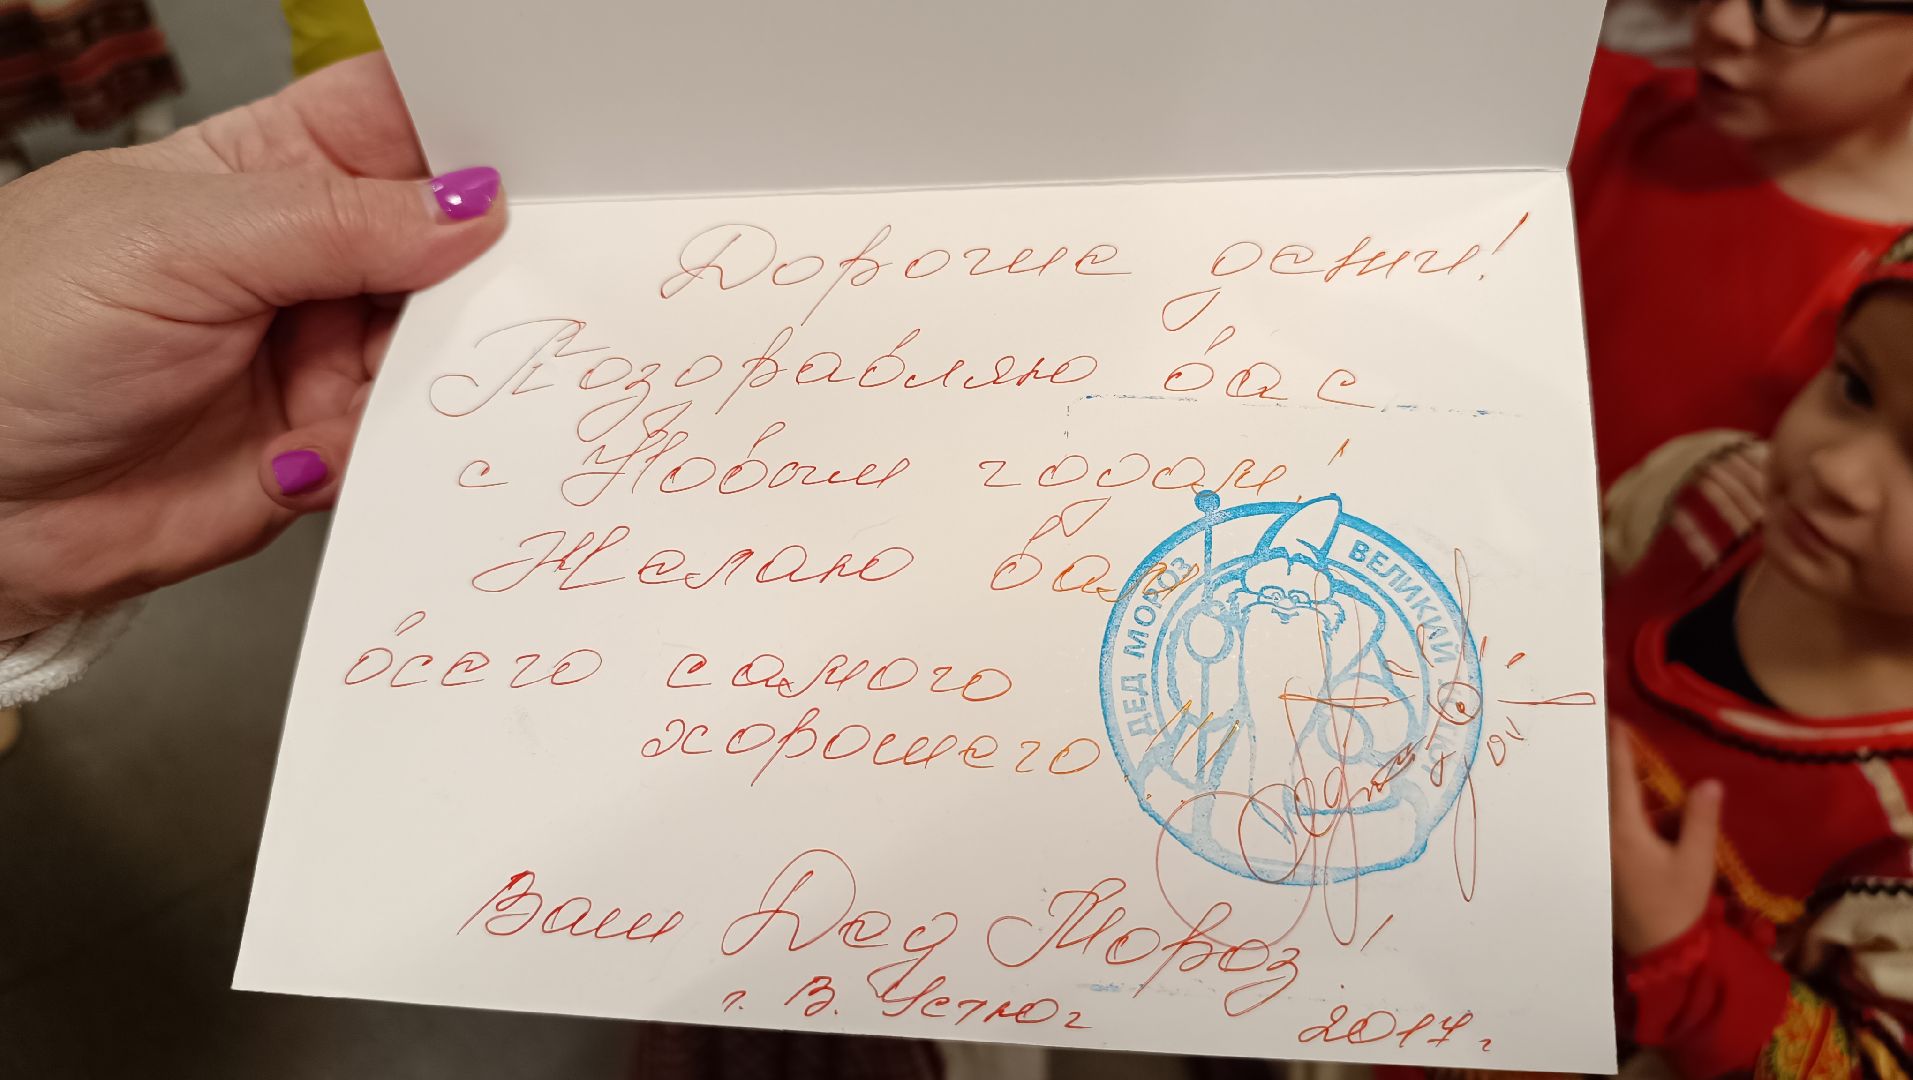 Дорогие дети!
Поздравляю вас
с Новым годом!
Желаю вам
всего самого
хорошего!!!
ДЕД МОРОЗ ВЕЛИКИЙ УСТЮГ
Ваш Дед Мороз!
г. В. Устюг 2017 г.